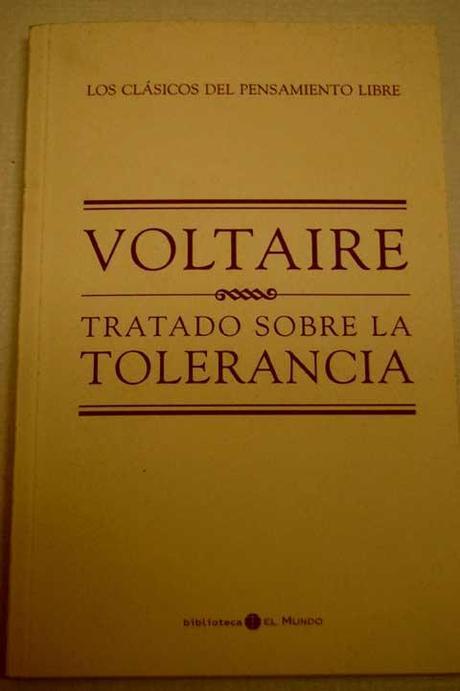 LOS CLÁSICOS DEL PENSAMIENTO LIBRE
VOLTAIRE
TRATADO SOBRE LA
TOLERANCIA
biblioteca EL MUNDO